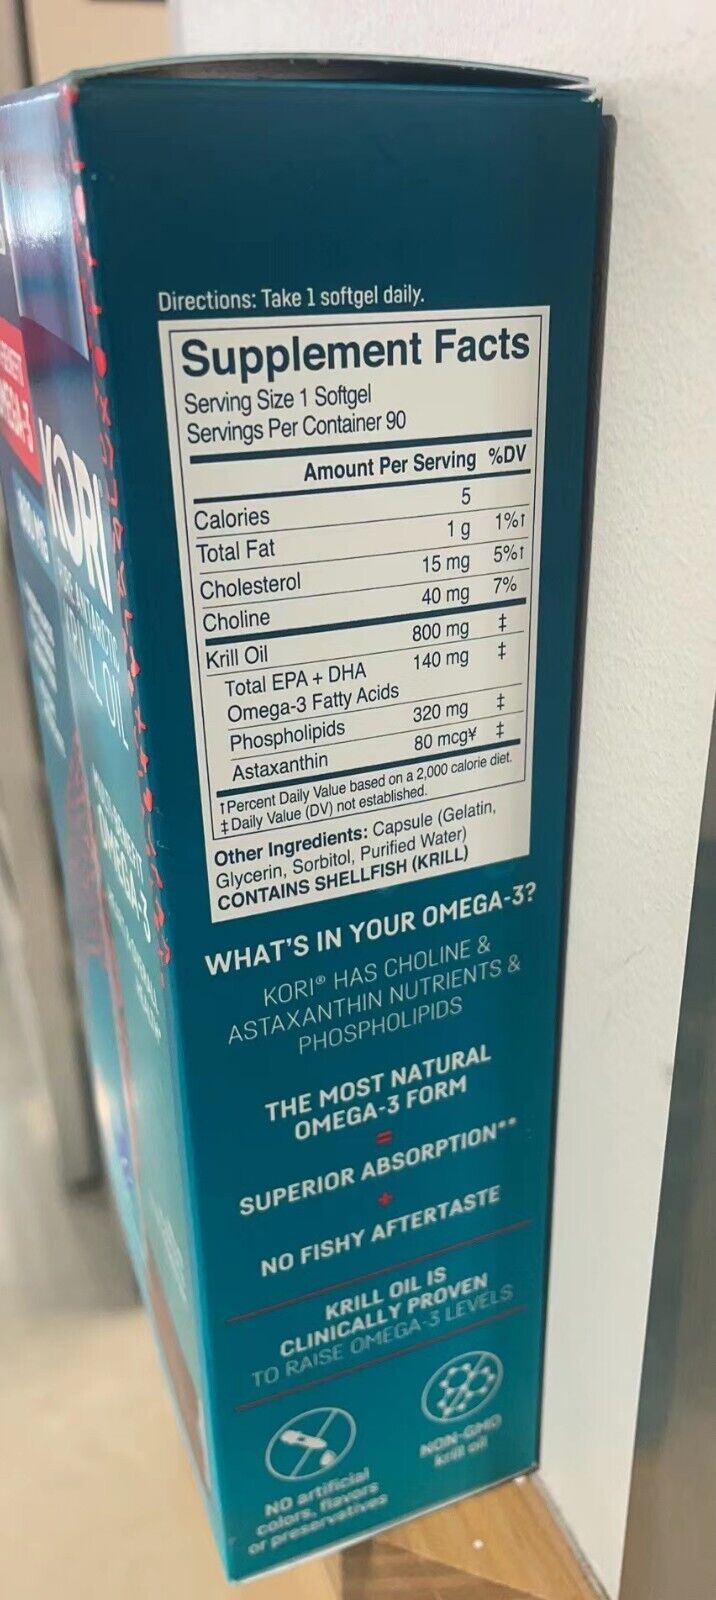 Directions: Take 1 softgel daily.
Supplement Facts
Serving Size 1 Softgel
Servings Per Container 90
Amount Per Serving %DV
Calories 5
Total Fat 1 g 1%†
Cholesterol 15 mg 5%†
Choline 40 mg 7%
Krill Oil 800 mg ‡
Total EPA + DHA 140 mg ‡
Omega-3 Fatty Acids
Phospholipids 320 mg ‡
Astaxanthin 80 mcg¥ ‡
†Percent Daily Value based on a 2,000 calorie diet.
‡Daily Value (DV) not established.
Other Ingredients: Capsule (Gelatin,
Glycerin, Sorbitol, Purified Water)
CONTAINS SHELLFISH (KRILL)
WHAT'S IN YOUR OMEGA-3?
KORI® HAS CHOLINE &
ASTAXANTHIN NUTRIENTS &
PHOSPHOLIPIDS
THE MOST NATURAL
OMEGA-3 FORM
=
SUPERIOR ABSORPTION**
+
NO FISHY AFTERTASTE
KRILL OIL IS
CLINICALLY PROVEN
TO RAISE OMEGA-3 LEVELS
NO artificial
colors, flavors
or preservatives
NON-GMO
krill oil
KORI
KRILL OIL
OMEGA-3